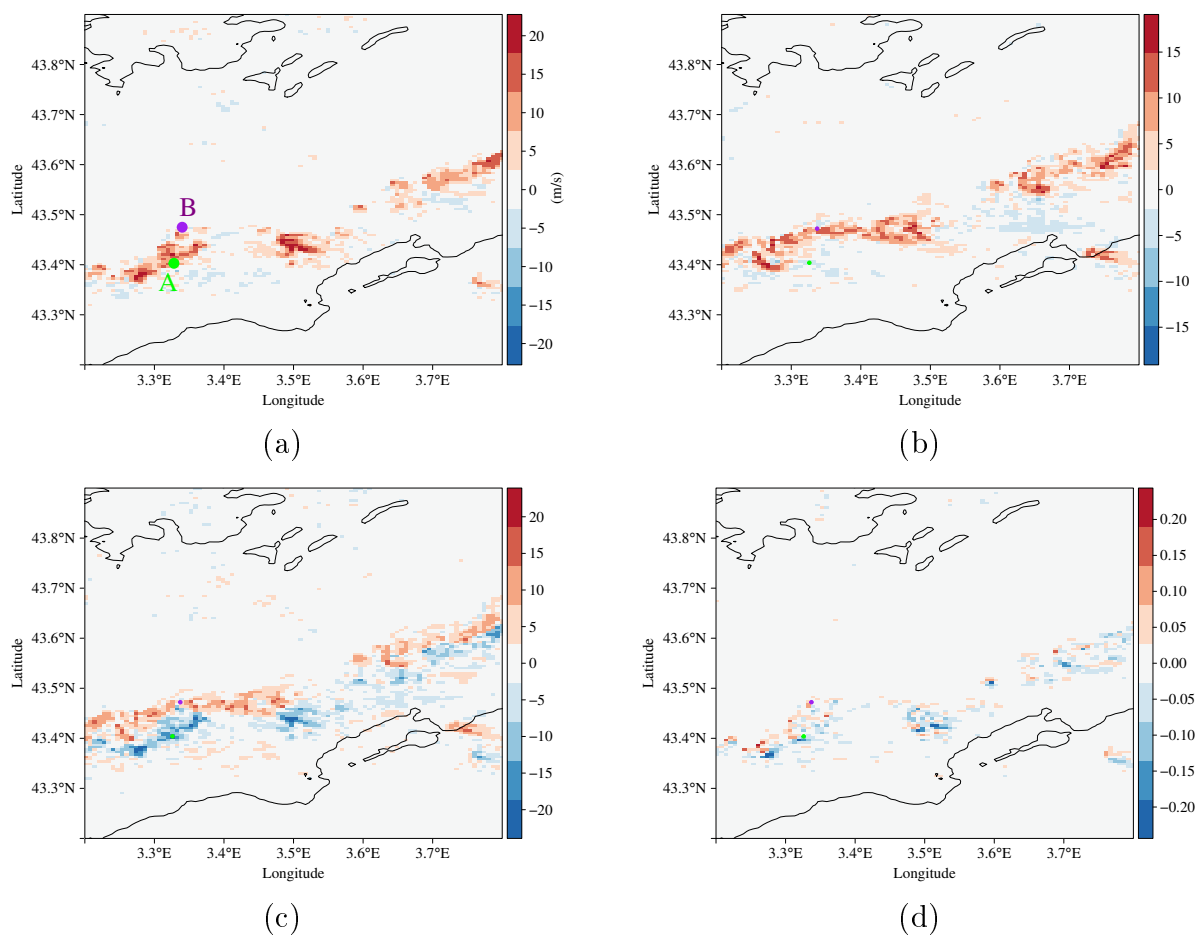 20
15
10
5
0
−5
−10
−15
−20
(m/s)
43.8°N
43.7°N
43.6°N
43.5°N
43.4°N
43.3°N
Latitude
B
A
3.3°E 3.4°E 3.5°E 3.6°E 3.7°E
Longitude
(a)
15
10
5
0
−5
−10
−15
43.8°N
43.7°N
43.6°N
43.5°N
43.4°N
43.3°N
Latitude
3.3°E 3.4°E 3.5°E 3.6°E 3.7°E
Longitude
(b)
20
15
10
5
0
−5
−10
−15
−20
43.8°N
43.7°N
43.6°N
43.5°N
43.4°N
43.3°N
Latitude
3.3°E 3.4°E 3.5°E 3.6°E 3.7°E
Longitude
(c)
0.20
0.15
0.10
0.05
0.00
−0.05
−0.10
−0.15
−0.20
43.8°N
43.7°N
43.6°N
43.5°N
43.4°N
43.3°N
Latitude
3.3°E 3.4°E 3.5°E 3.6°E 3.7°E
Longitude
(d)